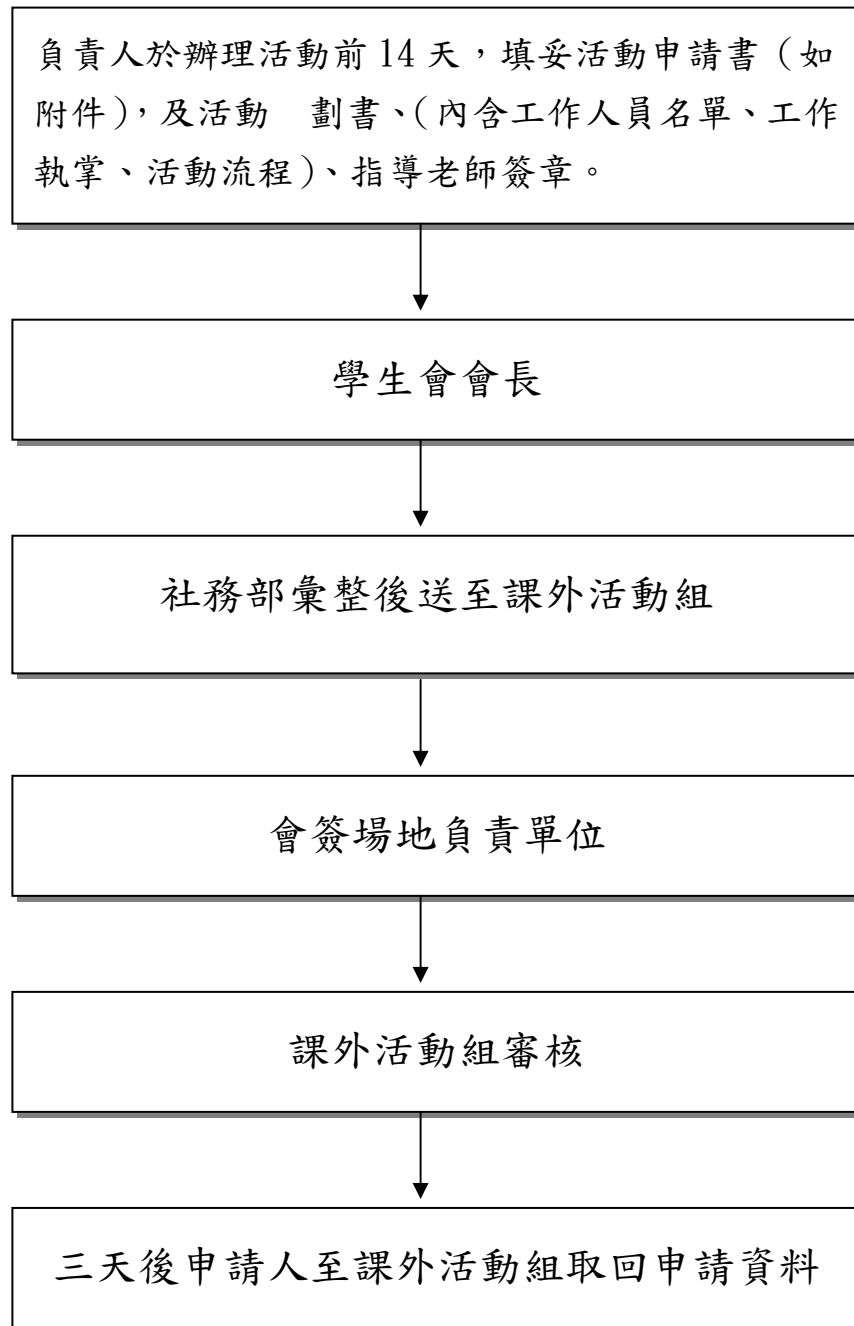 負責人於辦理活動前14天，填妥活動申請書（如
附件），及活動　劃書、（內含工作人員名單、工作
執掌、活動流程）、指導老師簽章。
學生會會長
社務部彙整後送至課外活動組
會簽場地負責單位
課外活動組審核
三天後申請人至課外活動組取回申請資料